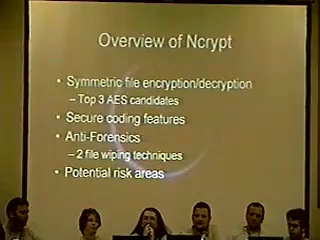 Overview of Ncrypt
• Symmetric file encryption/decryption
– Top 3 AES candidates
• Secure coding features
• Anti-Forensics
– 2 file wiping techniques
• Potential risk areas